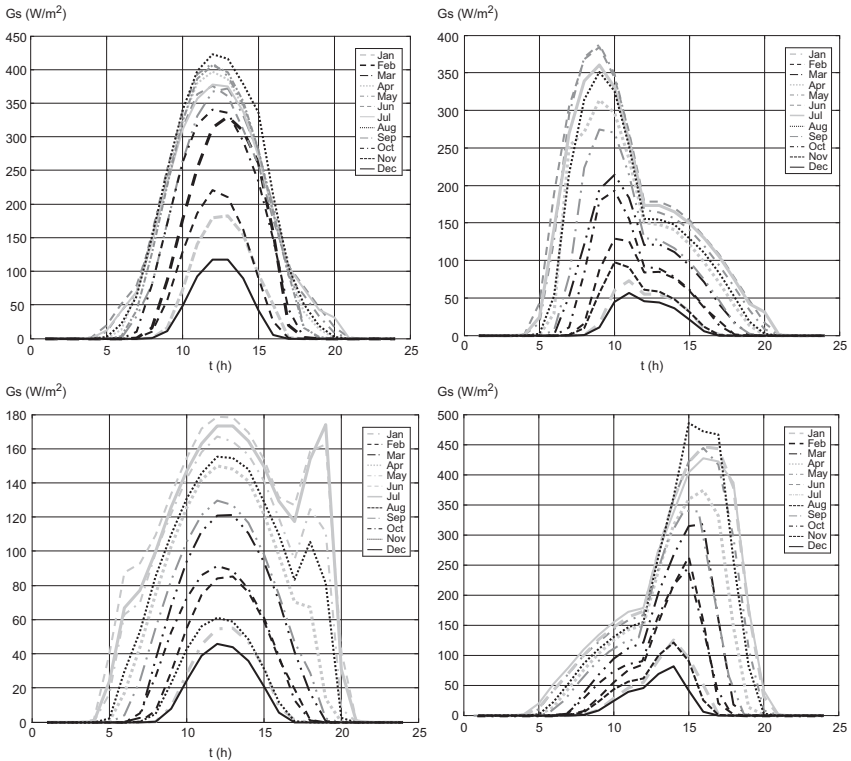 Gs (W/m²)
450
400
350
300
250
200
150
100
50
0
0
5
10
15
20
25
t (h)
Jan
Feb
Mar
Apr
May
Jun
Jul
Aug
Sep
Oct
Nov
Dec
Gs (W/m²)
400
350
300
250
200
150
100
50
0
0
5
10
15
20
25
t (h)
Jan
Feb
Mar
Apr
May
Jun
Jul
Aug
Sep
Oct
Nov
Dec
Gs (W/m²)
180
160
140
120
100
80
60
40
20
0
0
5
10
15
20
25
t (h)
Jan
Feb
Mar
Apr
May
Jun
Jul
Aug
Sep
Oct
Nov
Dec
Gs (W/m²)
500
450
400
350
300
250
200
150
100
50
0
0
5
10
15
20
25
Jan
Feb
Mar
Apr
May
Jun
Jul
Aug
Sep
Oct
Nov
Dec